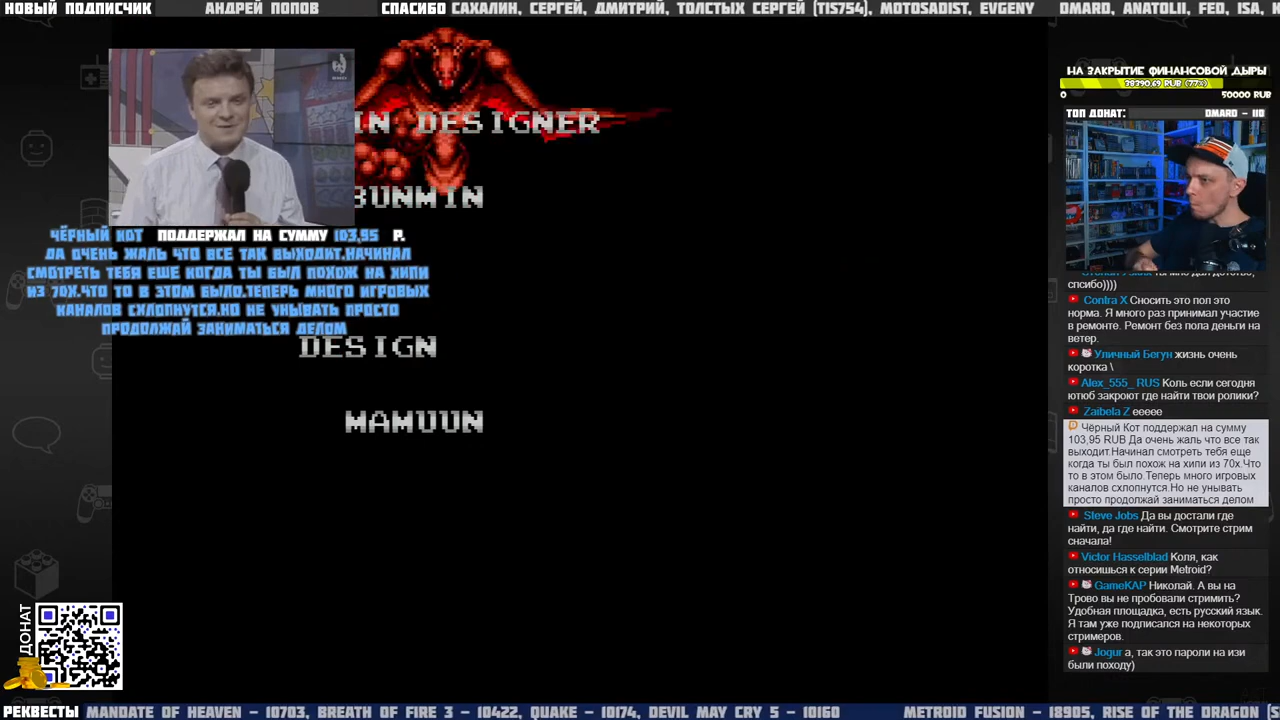 НОВЫЙ ПОДПИСЧИК
АНДРЕЙ ПОПОВ
СПАСИБО САХАЛИН, СЕРГЕЙ, ДМИТРИЙ, ТОЛСТЫХ СЕРГЕЙ (TIS754), MOTOSADIST, EVGENY OMARO, ANATOLII, FED, ISA,
IN DESIGNER
BUNMIN
DESIGN
MAMUUN
ЧЁРНЫЙ КОТ ПОДДЕРЖАЛ НА СУММУ 103,95 Р.
ДА ОЧЕНЬ ЖАЛЬ ЧТО ВСЕ ТАК ВЫХОДИТ.НАЧИНАЛ
СМОТРЕТЬ ТЕБЯ ЕЩЕ КОГДА ТЫ БЫЛ ПОХОЖ НА ХИПИ
ИЗ 70Х.ЧТО ТО В ЭТОМ БЫЛО.ТЕПЕРЬ МНОГО ИГРОВЫХ
КАНАЛОВ СХЛОПНУТСЯ.НО НЕ УНЫВАТЬ ПРОСТО
ПРОДОЛЖАЙ ЗАНИМАТЬСЯ ДЕЛОМ
НА ЗАКРЫТИЕ ФИНАНСОВОЙ ДЫРЫ
38390.69 RUB (77%)
0 50000 RUB
ТОП ДОНАТ: OMARO - 110
спсибо))))
Contra X Сносить это пол это
норма. Я много раз принимал участие
в ремонте. Ремонт без пола деньги на
ветер.
Уличный Бегун жизнь очень
коротка \
Alex_555_ RUS Коль если сегодня
ютюб закроют где найти твои ролики?
Zaibela Z еееее
Чёрный Кот поддержал на сумму
103,95 RUB Да очень жаль что все так
выходит.Начинал смотреть тебя еще
когда ты был похож на хипи из 70х.Что
то в этом было.Теперь много игровых
каналов схлопнутся.Но не унывать
просто продолжай заниматься делом
Steve Jobs Да вы достали где
найти, да где найти. Смотрите стрим
сначала!
Victor Hasselblad Коля, как
относишься к серии Metroid?
GameKAP Николай. А вы на
Трово вы не пробовали стримить?
Удобная площадка, есть русский язык.
Я там уже подписался на некоторых
стримеров.
Jogur а, так это пароли на изи
были походу)
ДОНАТ
РЕКВЕСТЫ MANDATE OF HEAVEN - 10703, BREATH OF FIRE 3 - 10422, QUAKE - 10174, DEVIL MAY CRY 5 - 10160 METROID FUSION - 18905, RISE OF THE DRAGON